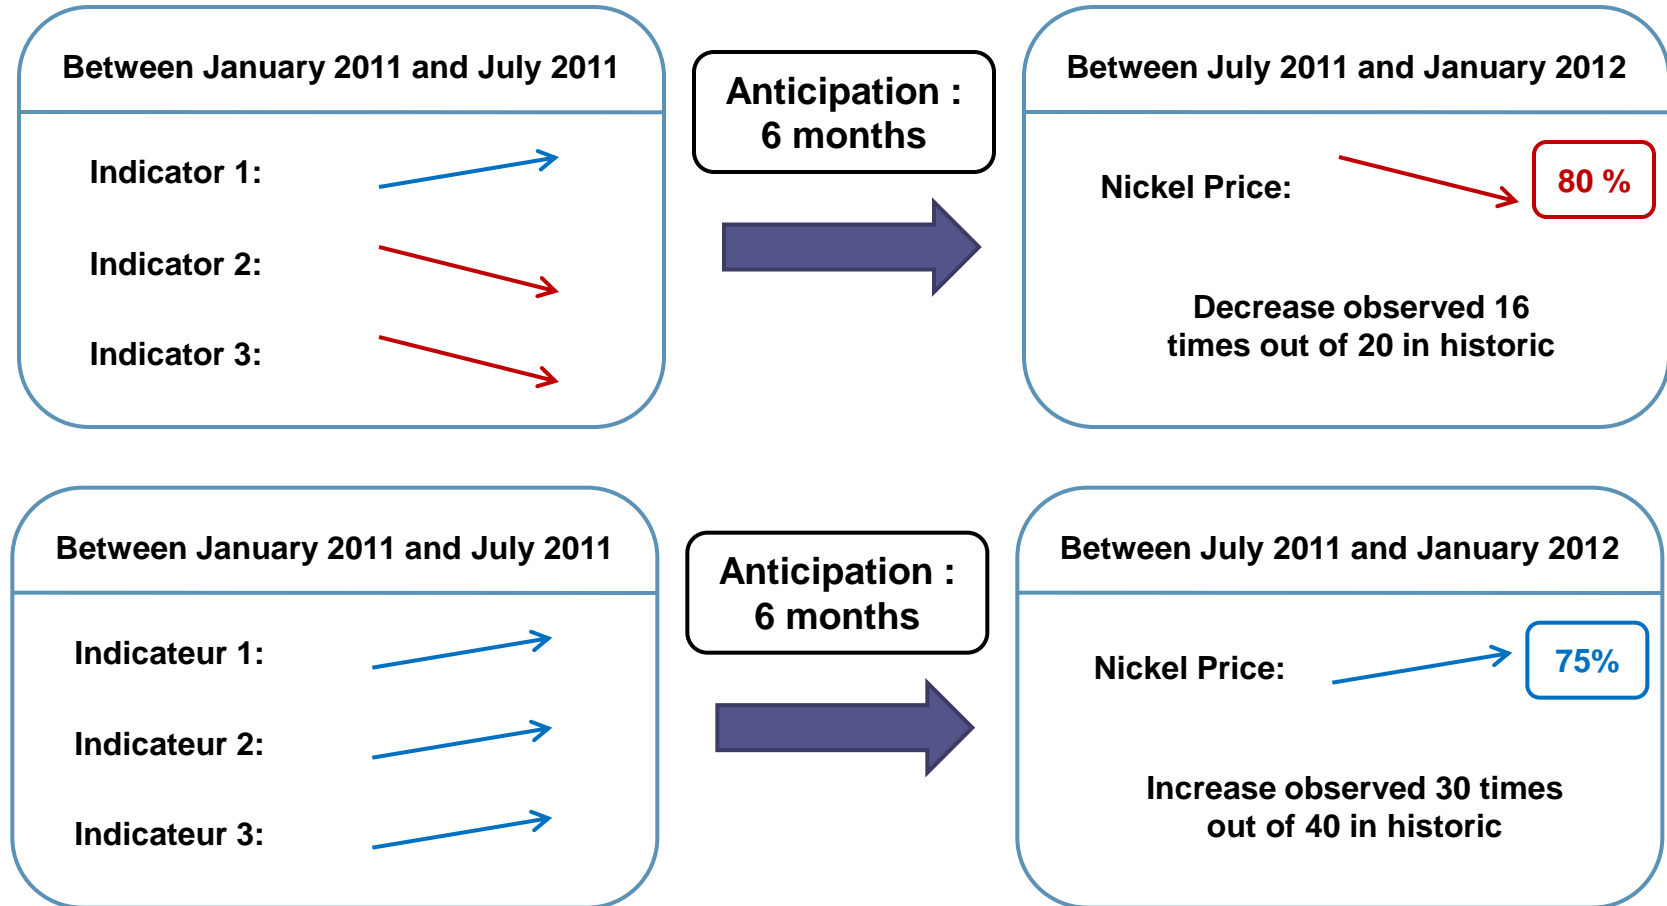 Between January 2011 and July 2011
Indicator 1:
Indicator 2:
Indicator 3:
Anticipation :
6 months
Between July 2011 and January 2012
Nickel Price:
80 %
Decrease observed 16
times out of 20 in historic
Between January 2011 and July 2011
Indicateur 1:
Indicateur 2:
Indicateur 3:
Anticipation :
6 months
Between July 2011 and January 2012
Nickel Price:
75%
Increase observed 30 times
out of 40 in historic